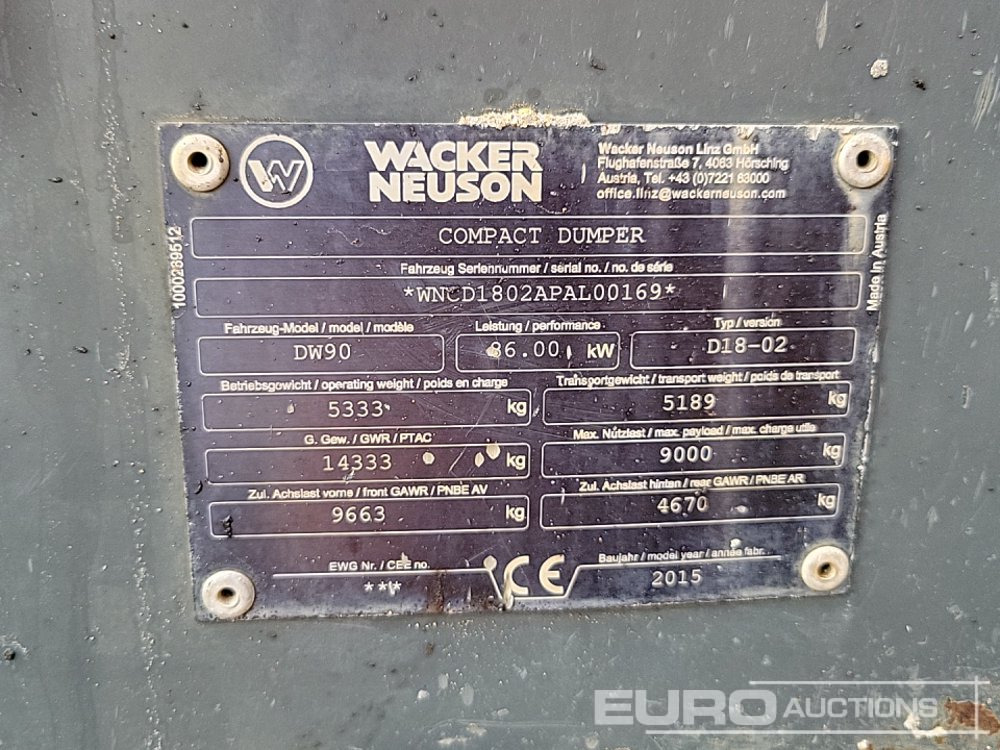 WACKER
NEUSON
Wacker Neuson Linz GmbH
Flughafenstraße 7, 4063 Hörsching
Austria, Tel. +43 (0)7221 63000
office.linz@wackerneuson.com
1000289512
Made in Austria
COMPACT DUMPER
Fahrzeug Seriennummer / serial no. / no. de série
*WNCD1802APAL00169*
Fahrzeug-Model / model / modèle Leistung / performance Typ / version
DW90 86.00 kW D18-02
Betriebsgewicht / operating weight / poids en charge Transportgewicht / transport weight / poids de transport
5333 kg 5189 kg
G. Gew. / GWR / PTAC Max. Nutzlast / max. payload / max. charge utile
14333 kg 9000 kg
Zul. Achslast vorne / front GAWR / PNBE AV Zul. Achslast hinten / rear GAWR / PNBE AR
9663 kg 4670 kg
EWG Nr. / CEE no. CE Baujahr / model year / année fabr.
*** 2015
EURO AUCTIONS